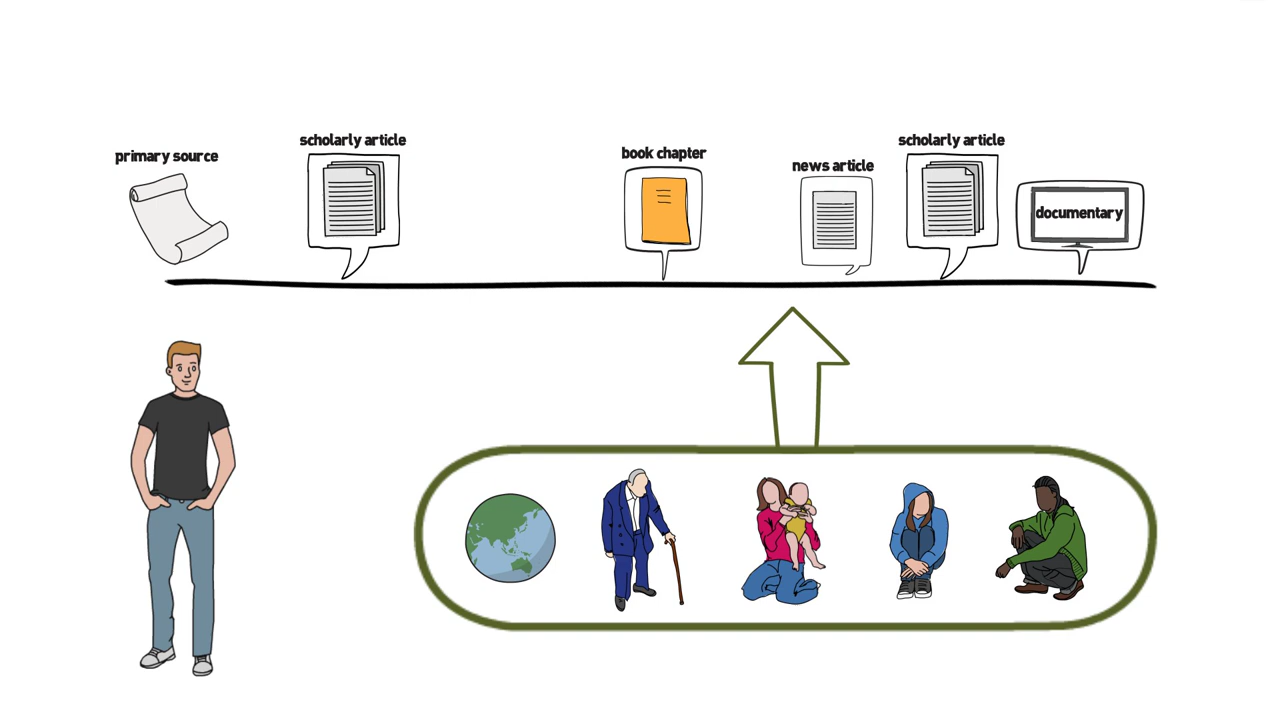 primary source
scholarly article
book chapter
news article
scholarly article
documentary